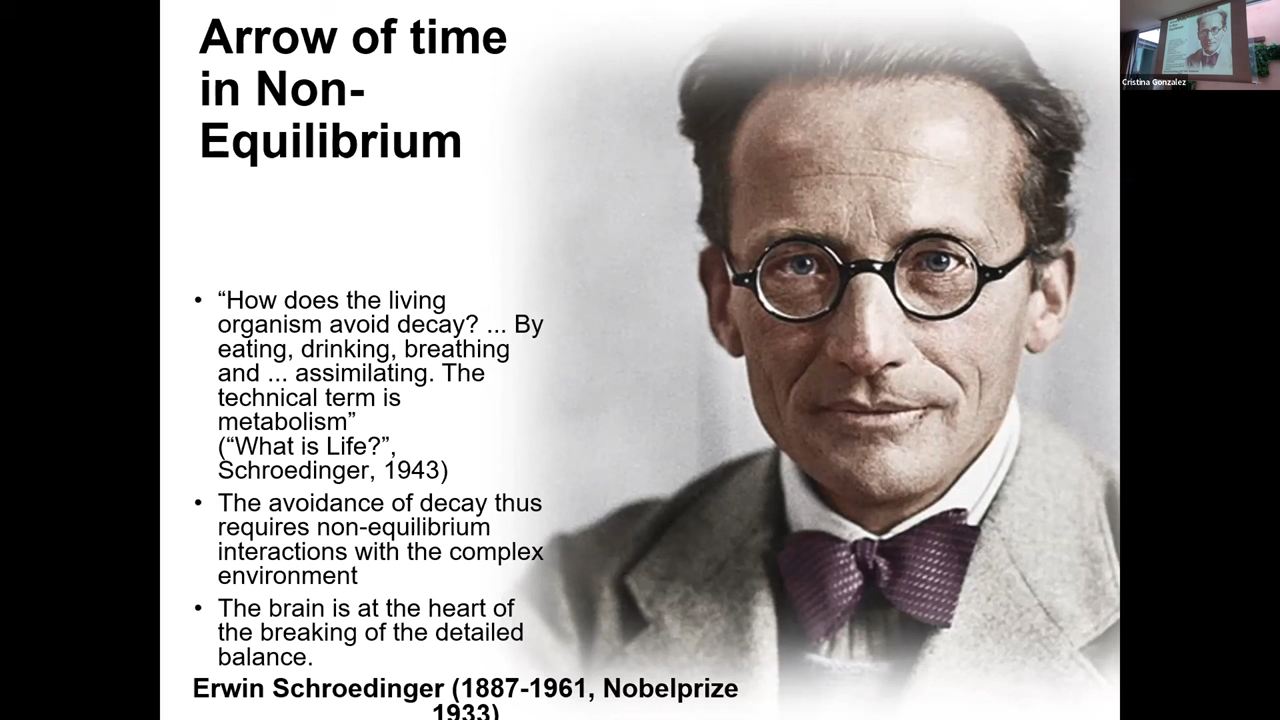 Arrow of time
in Non-
Equilibrium
• “How does the living
organism avoid decay? ... By
eating, drinking, breathing
and ... assimilating. The
technical term is
metabolism”
(“What is Life?”,
Schroedinger, 1943)
• The avoidance of decay thus
requires non-equilibrium
interactions with the complex
environment
• The brain is at the heart of
the breaking of the detailed
balance.
Erwin Schroedinger (1887-1961, Nobelprize
1933)
Cristina Gonzalez